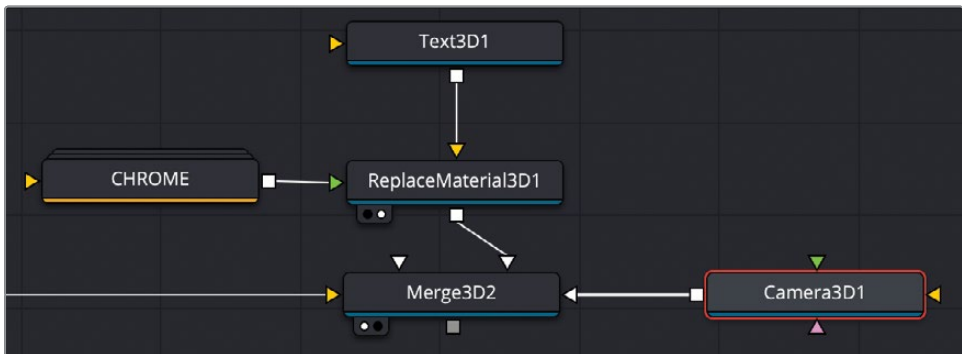 Text3D1
CHROME
ReplaceMaterial3D1
Merge3D2
Camera3D1